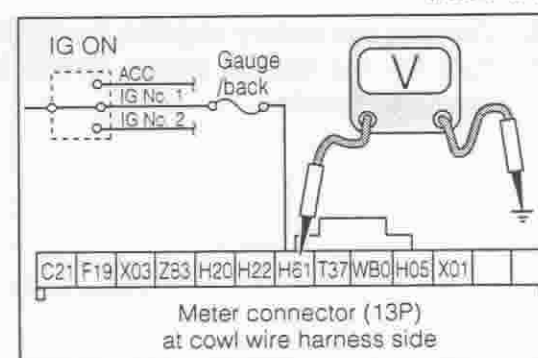 IG ON
ACC
IG No. 1
IG No. 2
Gauge
/back
V
C21 F19 X03 Z83 H20 H22 H61 T37 WB0 H05 X01
Meter connector (13P)
at cowl wire harness side